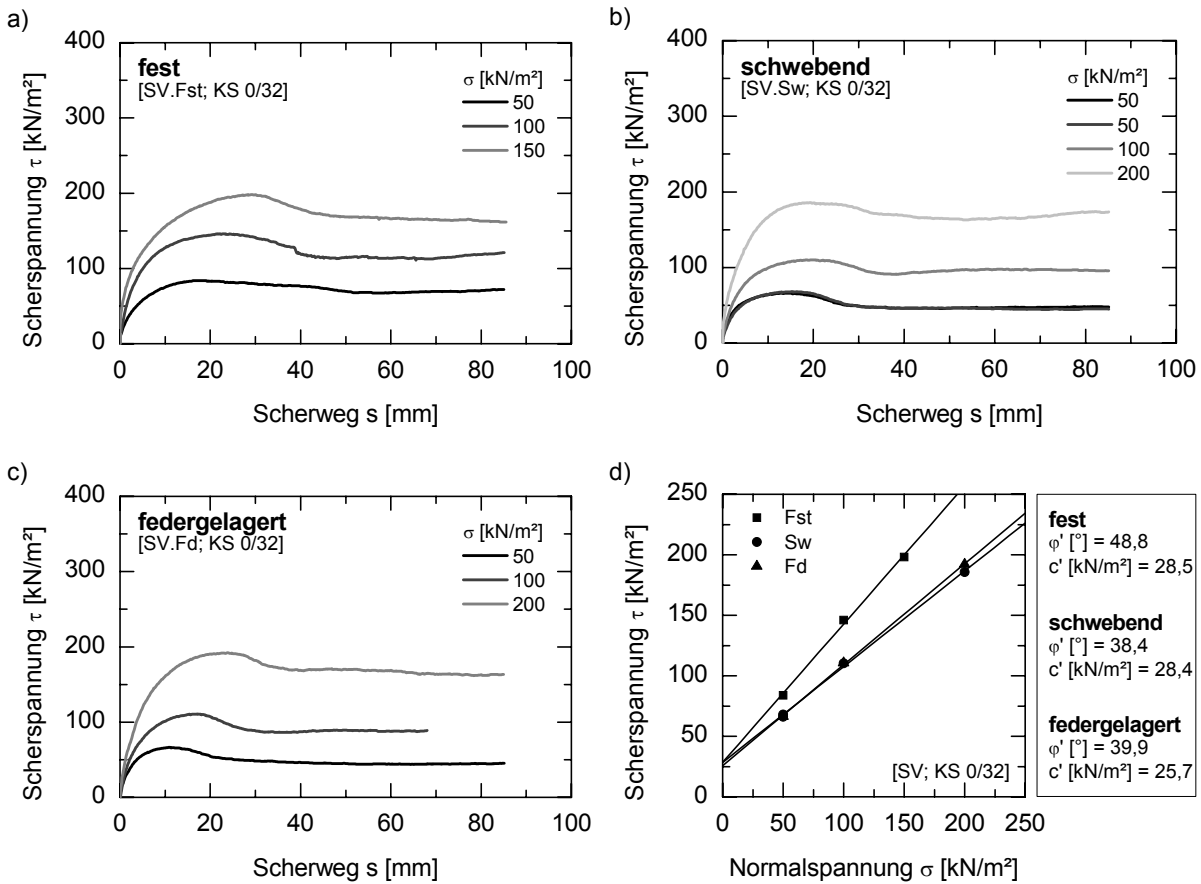 a)
400
300
200
100
0
Scherspannung τ [kN/m²]
fest
[SV.Fst; KS 0/32]
σ [kN/m²]
50
100
150
0 20 40 60 80 100
Scherweg s [mm]
b)
400
300
200
100
0
Scherspannung τ [kN/m²]
schwebend
[SV.Sw; KS 0/32]
σ [kN/m²]
50
50
100
200
0 20 40 60 80 100
Scherweg s [mm]
c)
400
300
200
100
0
Scherspannung τ [kN/m²]
federgelagert
[SV.Fd; KS 0/32]
σ [kN/m²]
50
100
200
0 20 40 60 80 100
Scherweg s [mm]
d)
250
225
200
175
150
125
100
75
50
25
0
Scherspannung τ [kN/m²]
Fst
Sw
Fd
[SV; KS 0/32]
0 50 100 150 200 250
Normalspannung σ [kN/m²]
fest
φ' [°] = 48,8
c' [kN/m²] = 28,5
schwebend
φ' [°] = 38,4
c' [kN/m²] = 28,4
federgelagert
φ' [°] = 39,9
c' [kN/m²] = 25,7